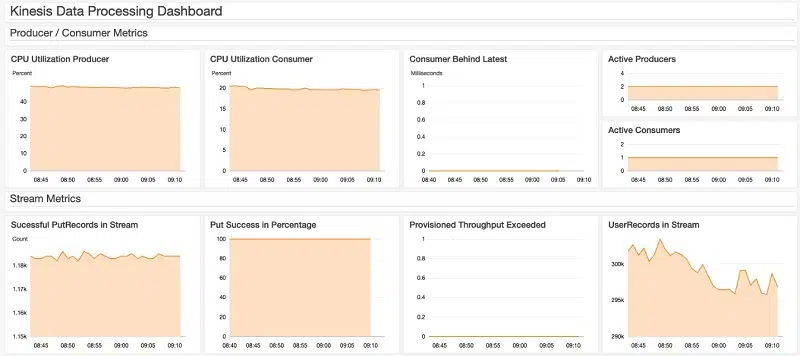 Kinesis Data Processing Dashboard
Producer / Consumer Metrics
CPU Utilization Producer
Percent
40
30
20
10
0
08:45 08:50 08:55 09:00 09:05 09:10
CPU Utilization Consumer
Percent
20
15
10
5
0
08:45 08:50 08:55 09:00 09:05 09:10
Consumer Behind Latest
Milliseconds
1
0.8
0.6
0.4
0.2
0
08:40 08:45 08:50 08:55 09:00 09:05 09:10
Active Producers
4
2
0
08:45 08:50 08:55 09:00 09:05 09:10
Active Consumers
2
1
0
08:45 08:50 08:55 09:00 09:05 09:10
Stream Metrics
Sucessful PutRecords in Stream
Count
1.18k
1.17k
1.16k
1.15k
08:45 08:50 08:55 09:00 09:05 09:10
Put Success in Percentage
100
80
60
40
20
0
08:40 08:45 08:50 08:55 09:00 09:05 09:10
Provisioned Throughput Exceeded
1
0.8
0.6
0.4
0.2
0
08:40 08:45 08:50 08:55 09:00 09:05 09:10
UserRecords in Stream
300k
295k
290k
08:45 08:50 08:55 09:00 09:05 09:10